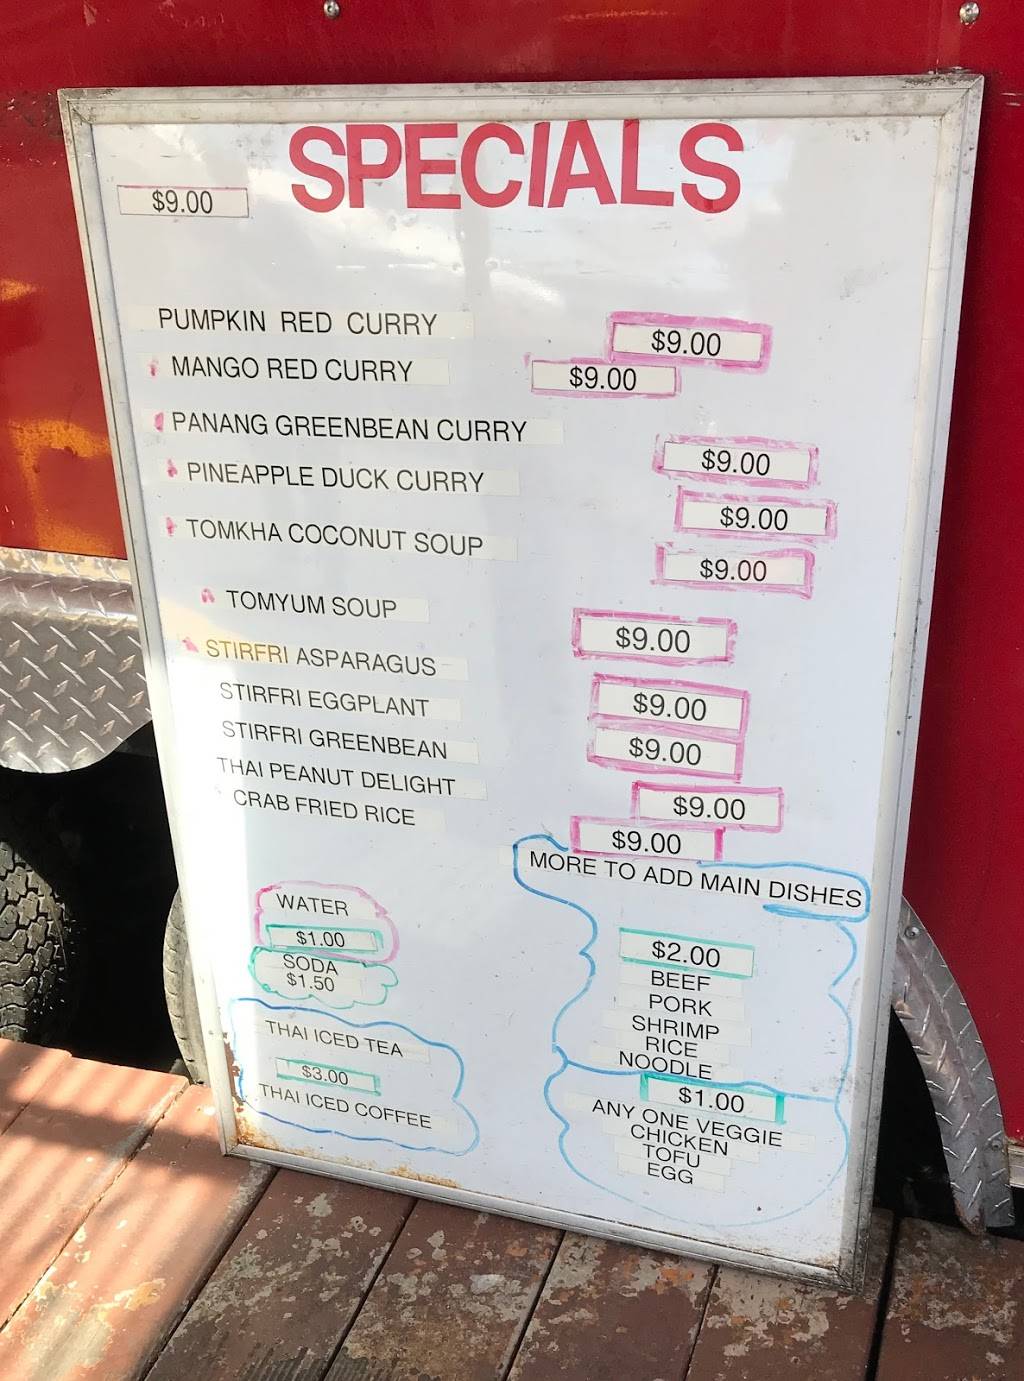 SPECIALS
$9.00
PUMPKIN RED CURRY $9.00
MANGO RED CURRY $9.00
PANANG GREENBEAN CURRY $9.00
PINEAPPLE DUCK CURRY $9.00
TOMKHA COCONUT SOUP $9.00
TOMYUM SOUP $9.00
STIRFRI ASPARAGUS
STIRFRI EGGPLANT $9.00
STIRFRI GREENBEAN $9.00
THAI PEANUT DELIGHT $9.00
CRAB FRIED RICE $9.00
WATER
$1.00
SODA
$1.50
THAI ICED TEA
$3.00
THAI ICED COFFEE
MORE TO ADD MAIN DISHES
$2.00
BEEF
PORK
SHRIMP
RICE
NOODLE
$1.00
ANY ONE VEGGIE
CHICKEN
TOFU
EGG